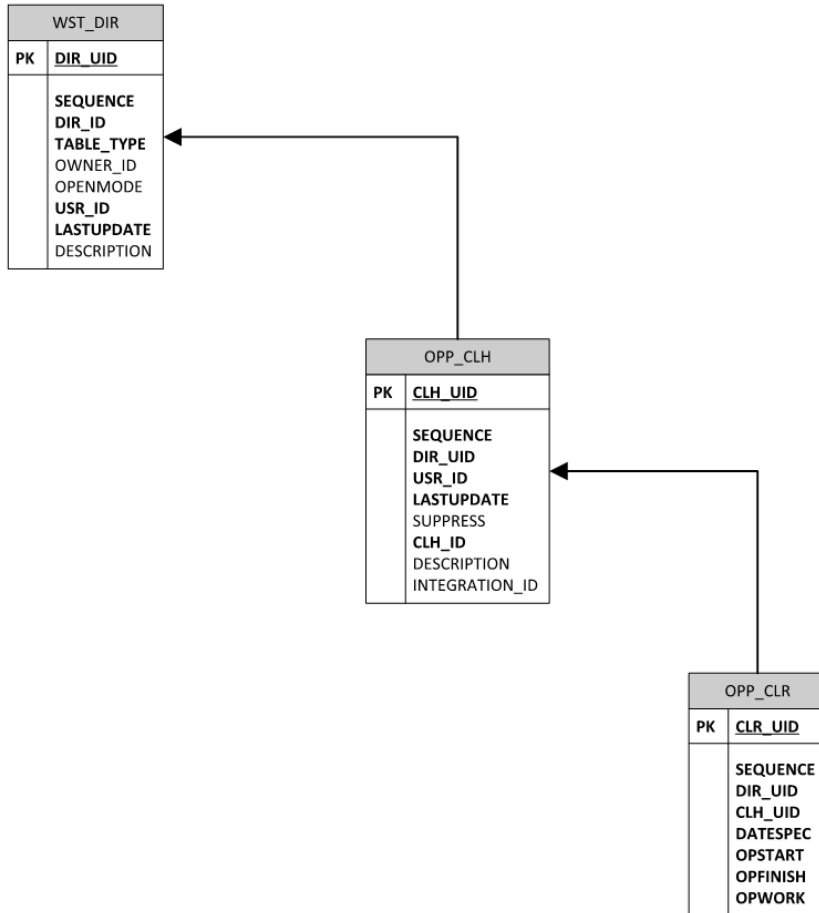 WST_DIR
PK DIR_UID
SEQUENCE
DIR_ID
TABLE_TYPE
OWNER_ID
OPENMODE
USR_ID
LASTUPDATE
DESCRIPTION
OPP_CLH
PK CLH_UID
SEQUENCE
DIR_UID
USR_ID
LASTUPDATE
SUPPRESS
CLH_ID
DESCRIPTION
INTEGRATION_ID
OPP_CLR
PK CLR_UID
SEQUENCE
DIR_UID
CLH_UID
DATESPEC
OPSTART
OPFINISH
OPWORK